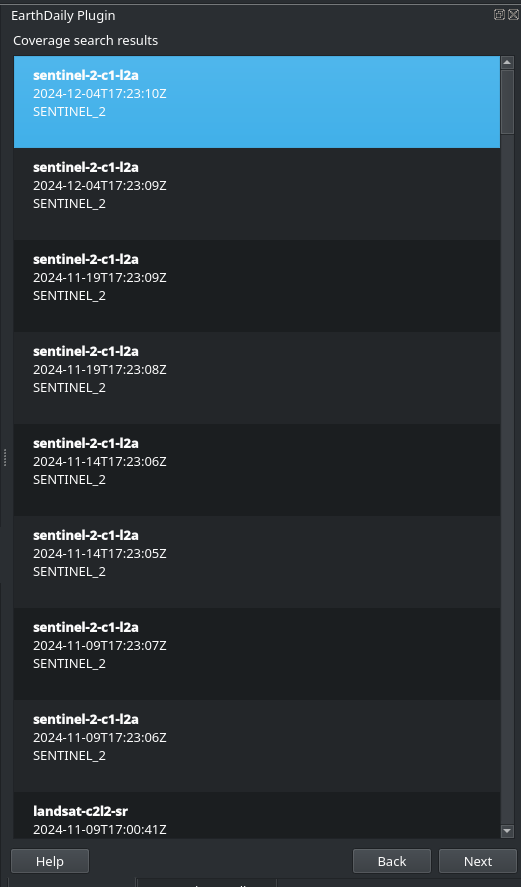 EarthDaily Plugin
Coverage search results
sentinel-2-c1-l2a
2024-12-04T17:23:10Z
SENTINEL_2
sentinel-2-c1-l2a
2024-12-04T17:23:09Z
SENTINEL_2
sentinel-2-c1-l2a
2024-11-19T17:23:09Z
SENTINEL_2
sentinel-2-c1-l2a
2024-11-19T17:23:08Z
SENTINEL_2
sentinel-2-c1-l2a
2024-11-14T17:23:06Z
SENTINEL_2
sentinel-2-c1-l2a
2024-11-14T17:23:05Z
SENTINEL_2
sentinel-2-c1-l2a
2024-11-09T17:23:07Z
SENTINEL_2
sentinel-2-c1-l2a
2024-11-09T17:23:06Z
SENTINEL_2
landsat-c2l2-sr
2024-11-09T17:00:41Z
Help Back Next